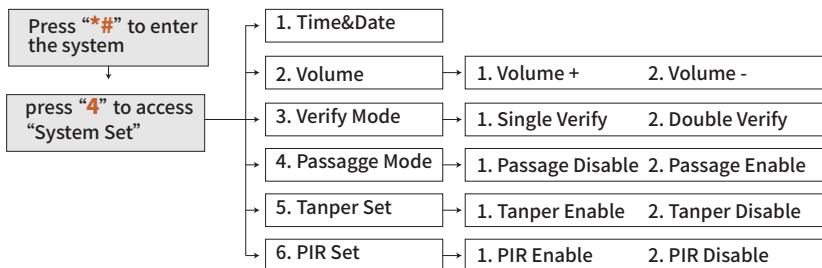 Press “*#” to enter
the system
press “4” to access
“System Set”
1. Time&Date
2. Volume
1. Volume + 2. Volume -
3. Verify Mode
1. Single Verify 2. Double Verify
4. Passagge Mode
1. Passage Disable 2. Passage Enable
5. Tanper Set
1. Tanper Enable 2. Tanper Disable
6. PIR Set
1. PIR Enable 2. PIR Disable